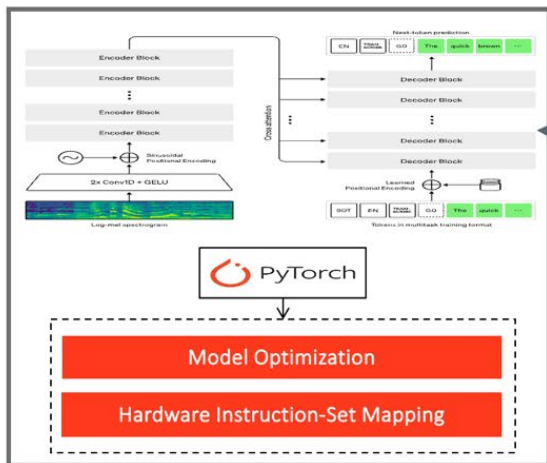 Encoder Block
Encoder Block
Encoder Block
Encoder Block
Sinusoidal
Positional Encoding
2x Conv1D + GELU
Log-mel spectrogram
Cross attention
Next-token prediction
EN TRANS-SCRIBE 0.0 The quick brown ...
Decoder Block
Decoder Block
Decoder Block
Decoder Block
Learned
Positional Encoding
SOT EN TRANS-SCRIBE 0.0 The quick ...
Tokens in multitask training format
PyTorch
Model Optimization
Hardware Instruction-Set Mapping